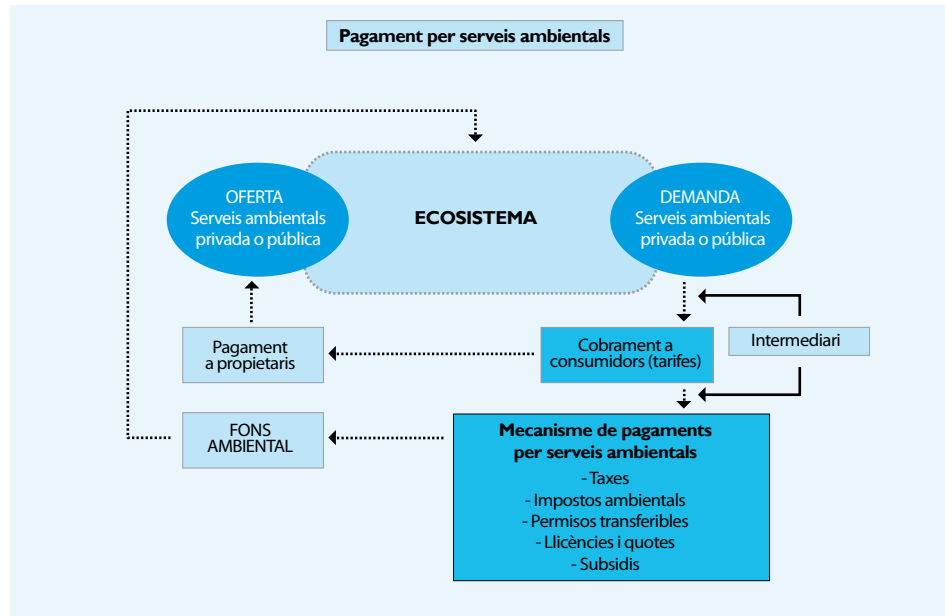 Pagament per serveis ambientals
OFERTA
Serveis ambientals
privada o pública
ECOSISTEMA
DEMANDA
Serveis ambientals
privada o pública
Pagament
a propietaris
Cobrament a
consumidors (tarifes)
Intermediari
FONS
AMBIENTAL
Mecanisme de pagaments
per serveis ambientals
- Taxes
- Impostos ambientals
- Permisos transferibles
- Llicències i quotes
- Subsidis